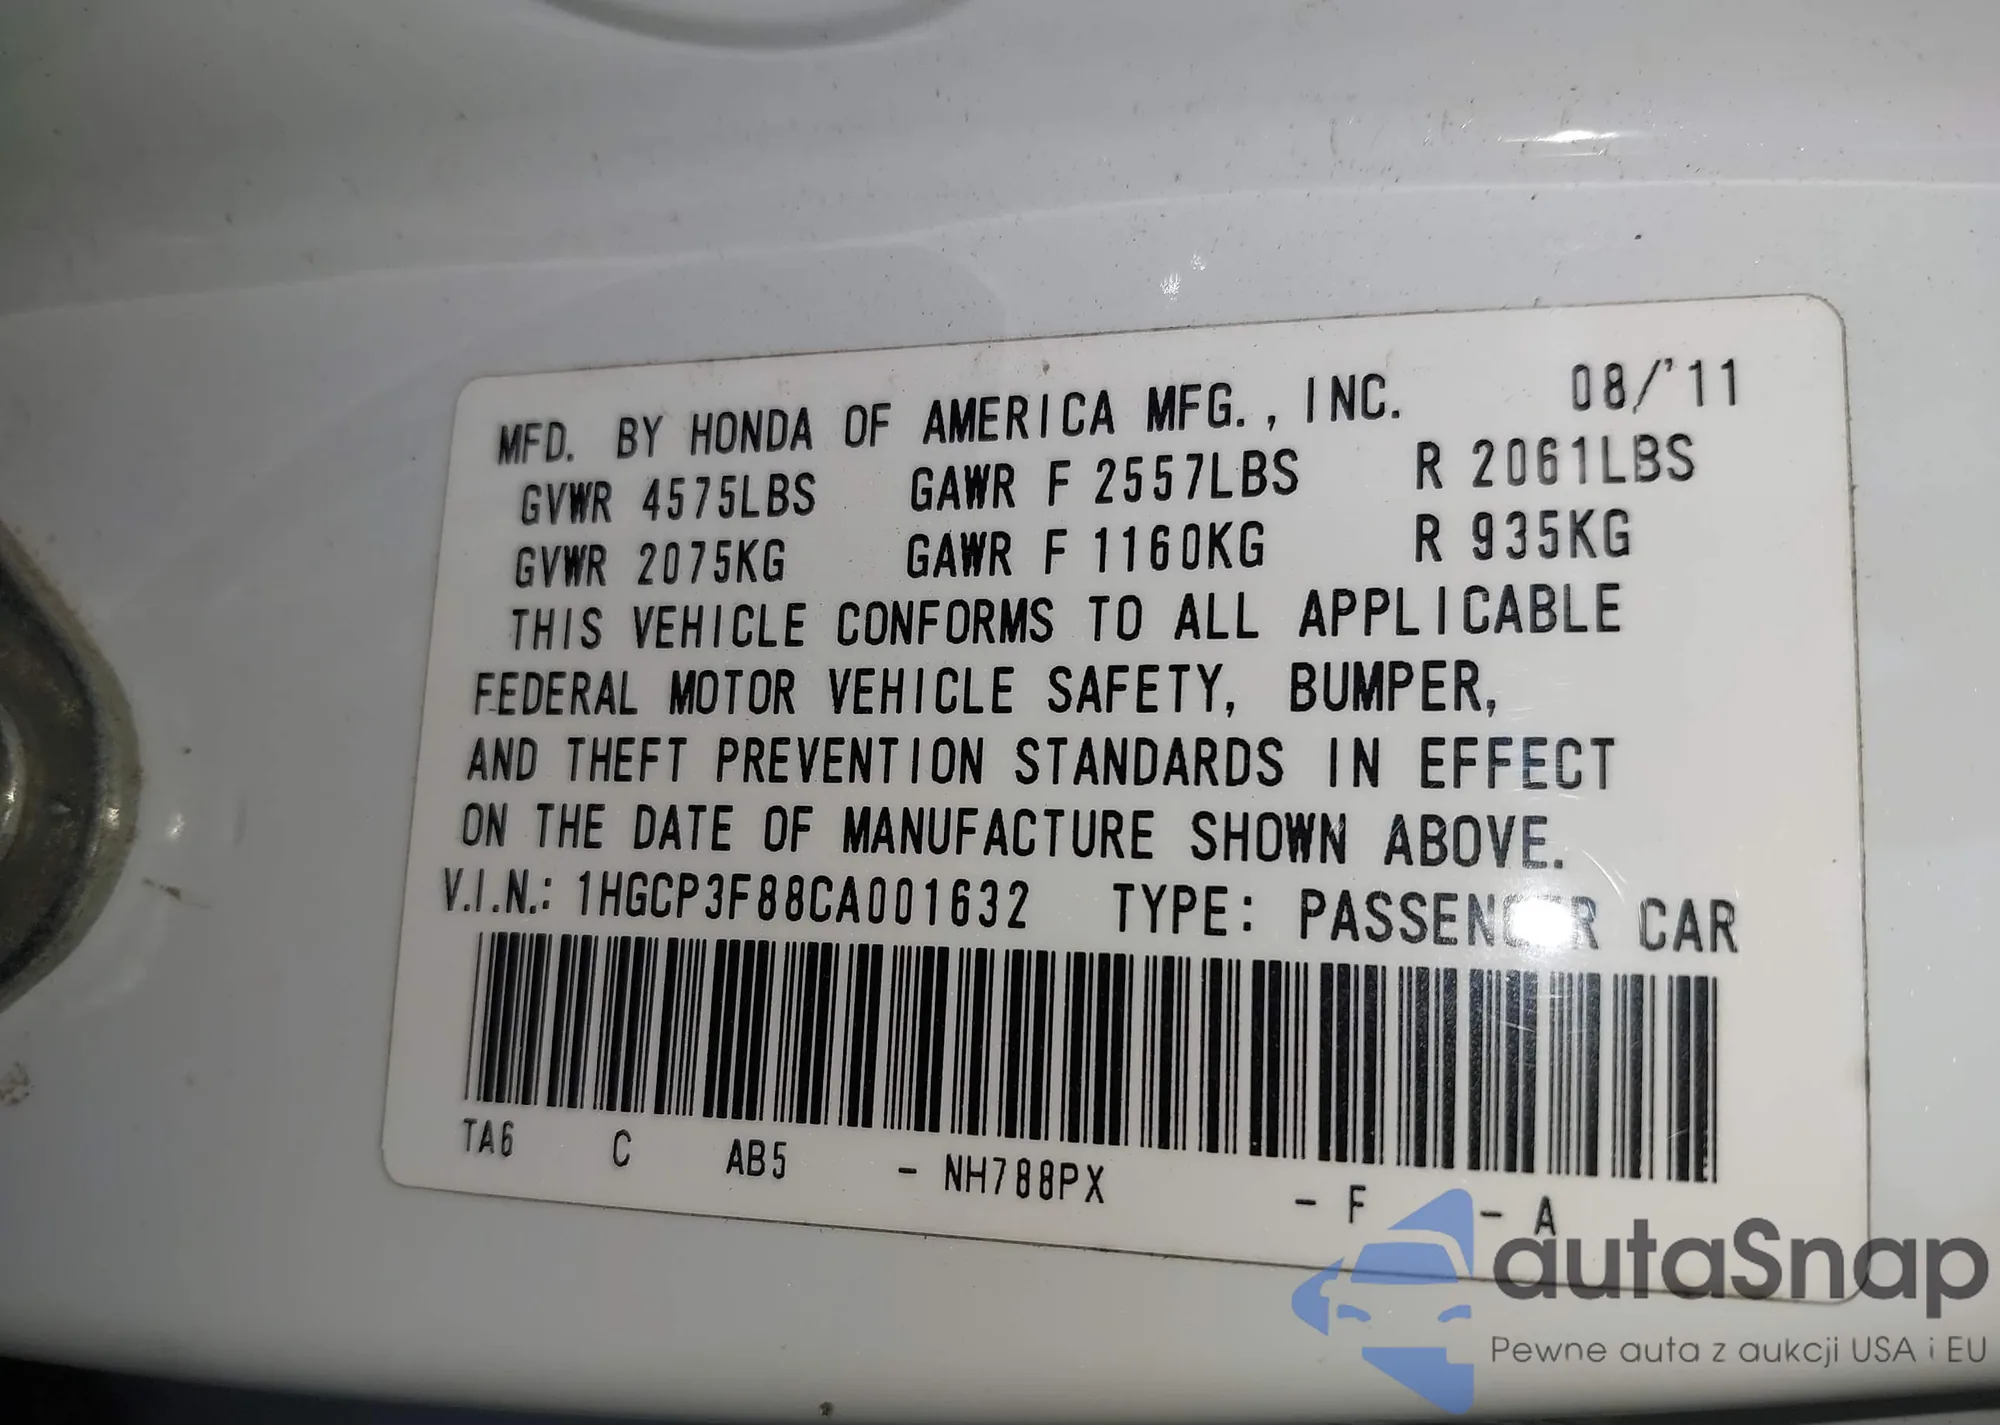 MFD. BY HONDA OF AMERICA MFG., INC. 08/'11
GVWR 4575LBS GAWR F 2557LBS R 2061LBS
GVWR 2075KG GAWR F 1160KG R 935KG
THIS VEHICLE CONFORMS TO ALL APPLICABLE
FEDERAL MOTOR VEHICLE SAFETY, BUMPER,
AND THEFT PREVENTION STANDARDS IN EFFECT
ON THE DATE OF MANUFACTURE SHOWN ABOVE.
V.I.N.: 1HGCP3F88CA001632 TYPE: PASSENGER CAR
TA6 C AB5 - NH788PX - F - A
autaSnap
Pewne auta z aukcji USA i EU